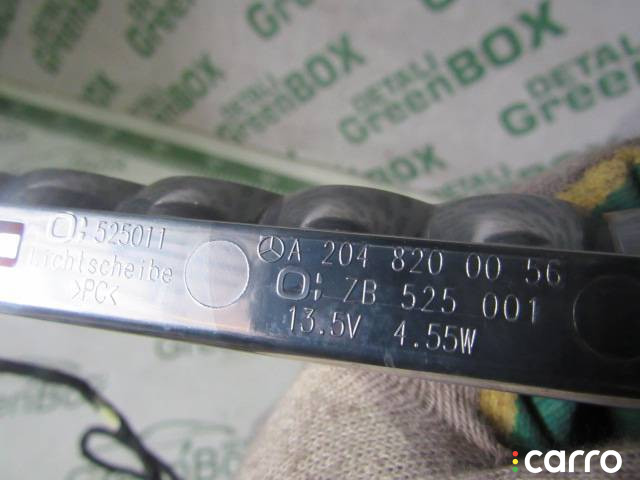 DETALI
GreenBOX
DETALI
GreenBOX
DETALI
GreenBOX
525011
Lichtscheibe
>PC<
A 204 820 00 56
ZB 525 001
13.5V 4.55W
carro